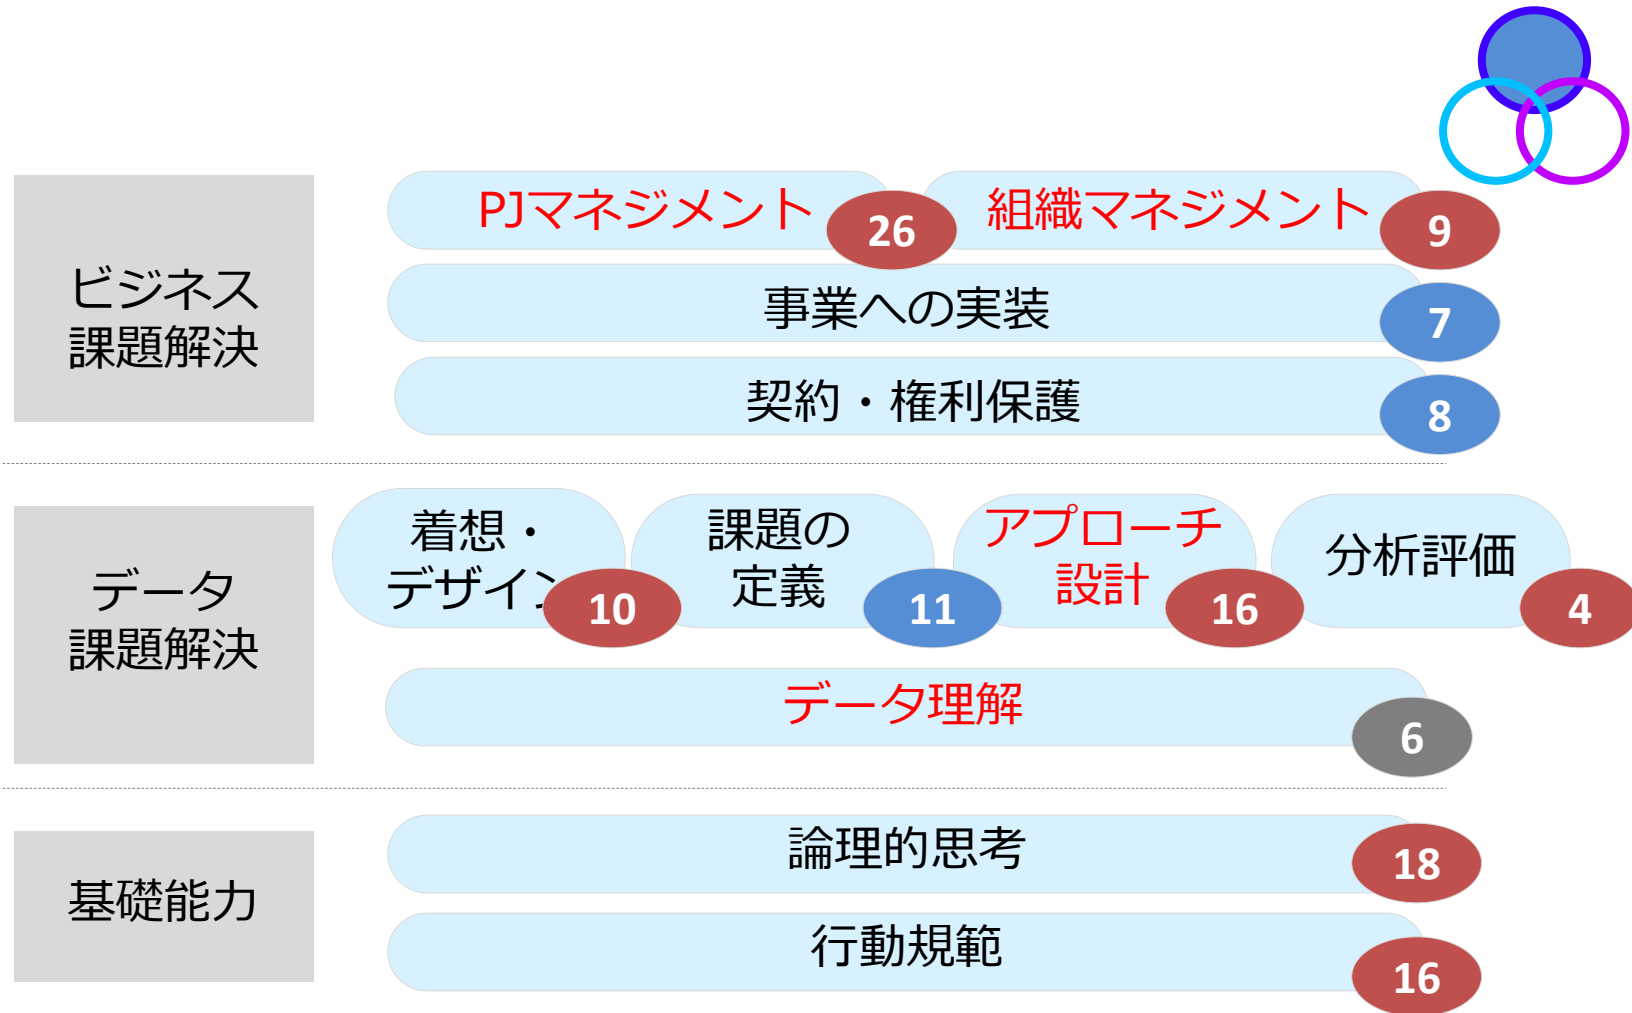 PJマネジメント
26
組織マネジメント
9
ビジネス
課題解決
事業への実装
7
契約・権利保護
8
データ
課題解決
着想・
デザイン
10
課題の
定義
11
アプローチ
設計
16
分析評価
4
データ理解
6
基礎能力
論理的思考
18
行動規範
16